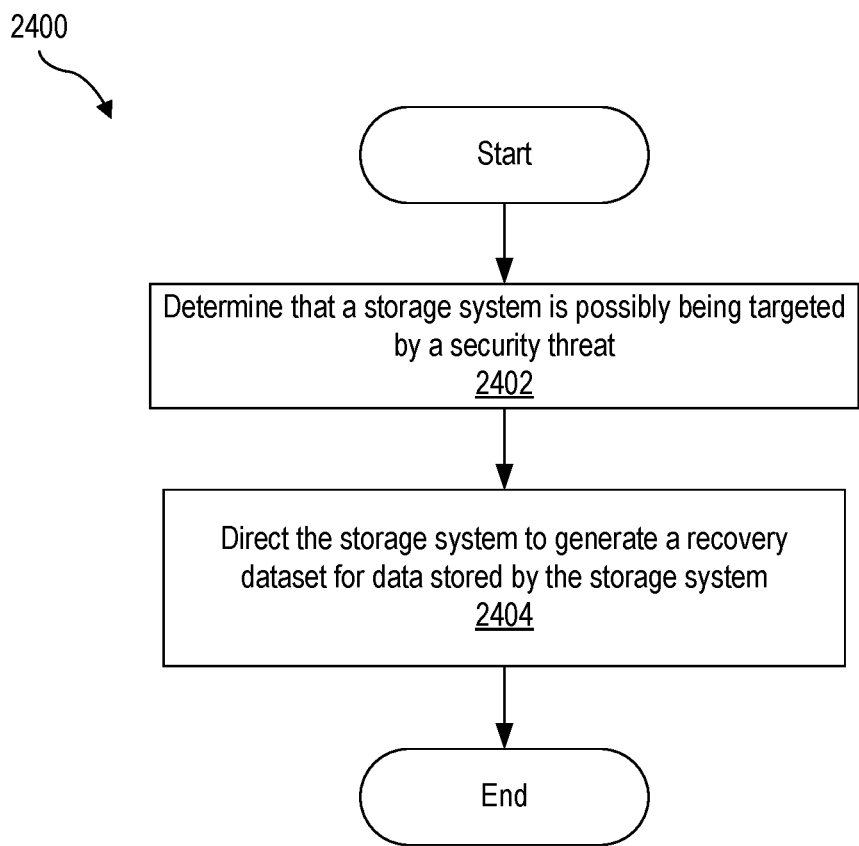 2400
Start
Determine that a storage system is possibly being targeted
by a security threat
2402
Direct the storage system to generate a recovery
dataset for data stored by the storage system
2404
End